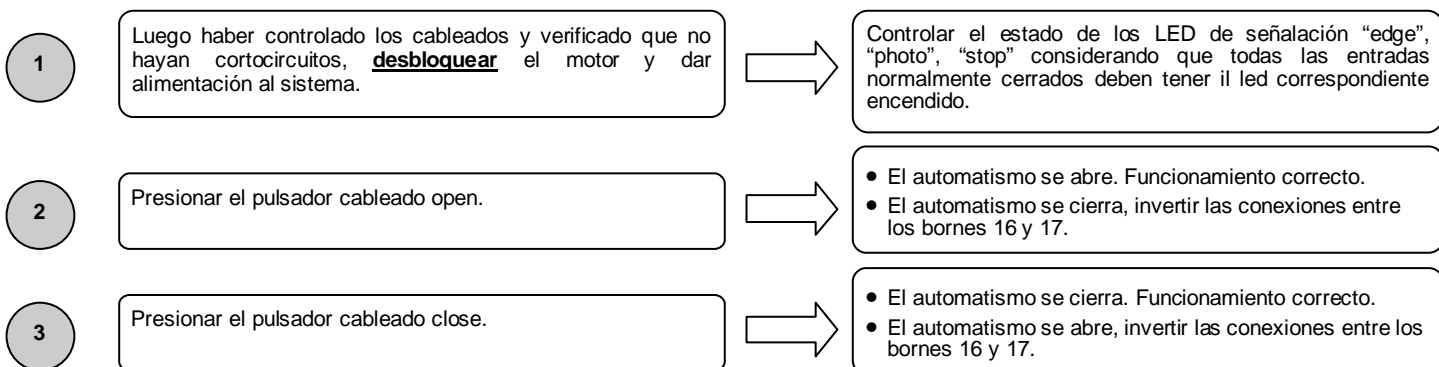 1
Luego haber controlado los cableados y verificado que no
hayan cortocircuitos, desbloquear el motor y dar
alimentación al sistema.
Controlar el estado de los LED de señalación “edge”,
“photo”, “stop” considerando que todas las entradas
normalmente cerrados deben tener il led correspondiente
encendido.
2
Presionar el pulsador cableado open.
• El automatismo se abre. Funcionamiento correcto.
• El automatismo se cierra, invertir las conexiones entre
los bornes 16 y 17.
3
Presionar el pulsador cableado close.
• El automatismo se cierra. Funcionamiento correcto.
• El automatismo se abre, invertir las conexiones entre los
bornes 16 y 17.